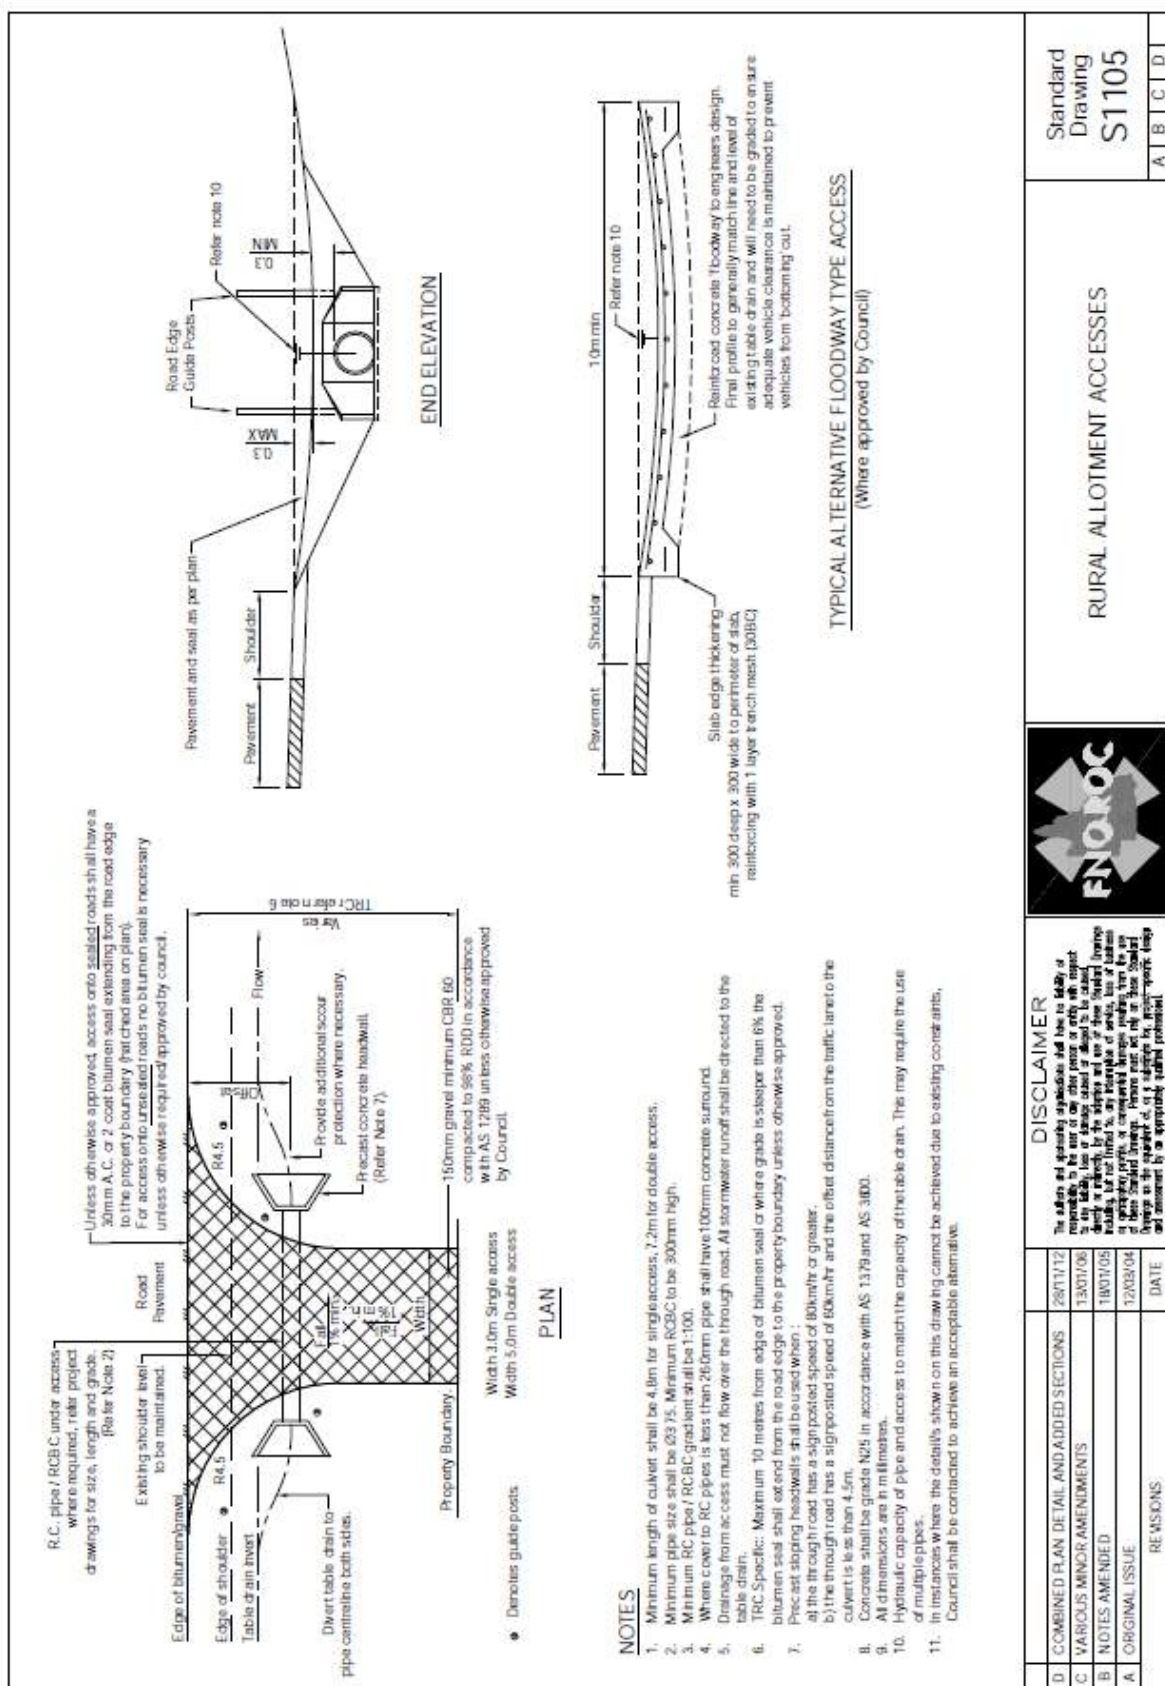 R.C. pipe / RCBC under access
where required, refer project
drawings for size, length and grade.
(Refer Note 2)
Existing shoulder level
to be maintained.
Road
Pavement
Unless otherwise approved, access onto sealed roads shall have a
30mm A.C. or 2 coat bitumen seal extending from the road edge
to the property boundary (hatched area on plan).
For access onto unsealed roads no bitumen seal is necessary
unless otherwise required/approved by council.
Edge of bitumen/gravel
Edge of shoulder
Table drain invert
R4.5
R4.5
Offset
Flow
Varies
TRC refer note 6
Fall
1% min
Width
Divert table drain to
pipe centreline both sides.
Provide additional scour
protection where necessary.
Precast concrete headwall.
(Refer Note 7).
150mm gravel minimum CBR 60
compacted to 98% RDD in accordance
with AS 1289 unless otherwise approved
by Council
Property Boundary.
Width 3.0m Single access
Width 5.0m Double access
Denotes guideposts
PLAN
Pavement and seal as per plan
Road Edge
Guide Posts
Refer note 10
Pavement
Shoulder
0.3
MAX
0.3
MIN
END ELEVATION
Pavement
Shoulder
10m min
Refer note 10
Slab edge thickening
min 300 deep x 300 wide to perimeter of slab,
reinforcing with 1 layer trench mesh (30BC)
Reinforced concrete 'floodway' to engineers design.
Final profile to generally match line and level of
existing table drain and will need to be graded to ensure
adequate vehicle clearance is maintained to prevent
vehicles from 'bottoming' out.
TYPICAL ALTERNATIVE FLOODWAY TYPE ACCESS
(Where approved by Council)
NOTES
1. Minimum length of culvert shall be 4.8m for single access, 7.2m for double access.
2. Minimum pipe size shall be Ø375. Minimum RCBC to be 300mm high.
3. Minimum RC pipe / RCBC gradient shall be 1:100.
4. Where cover to RC pipes is less than 260mm pipe shall have 100mm concrete surround.
5. Drainage from access must not flow over the through road. All stormwater runoff shall be directed to the
table drain.
6. TRC Specific: Maximum 10 metres from edge of bitumen seal or where grade is steeper than 6% the
bitumen seal shall extend from the road edge to the property boundary unless otherwise approved.
7. Precast sloping headwalls shall be used when :
a) the through road has a signposted speed of 80km/hr or greater.
b) the through road has a signposted speed of 60km/hr and the offset distance from the traffic lane to the
culvert is less than 4.5m.
8. Concrete shall be grade N25 in accordance with AS 1379 and AS 3600.
9. All dimensions are in millimetres.
10. Hydraulic capacity of pipe and access to match the capacity of the table drain. This may require the use
of multiple pipes.
11. In instances where the details shown on this drawing cannot be achieved due to existing constraints,
Council shall be contacted to achieve an acceptable alternative.
D COMBINED PLAN DETAIL AND ADDED SECTIONS 28/11/12
C VARIOUS MINOR AMENDMENTS 13/01/06
B NOTES AMENDED 18/01/05
A ORIGINAL ISSUE 12/03/04
REVISIONS DATE
DISCLAIMER
FNQROC
RURAL ALLOTMENT ACCESSES
Standard
Drawing
S1105
A B C D